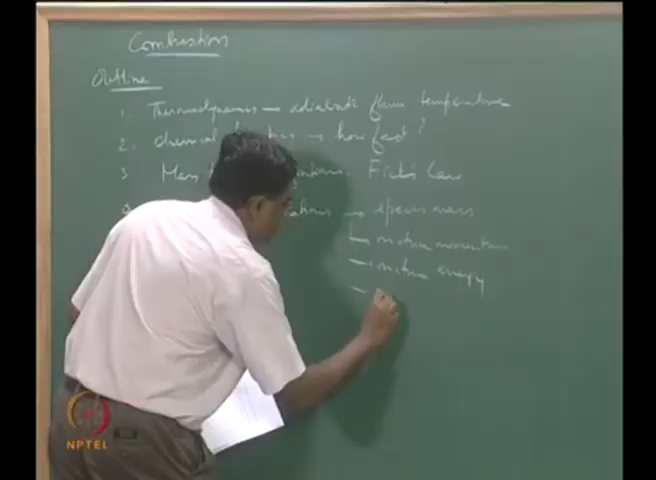 Combustion
Outline
1. Thermodynamics — adiabatic flame temperature
2. chemical → how fast?
3 Mass Fick's Law
→ species mass
→ mixture momentum
→ mixture energy
NPTEL